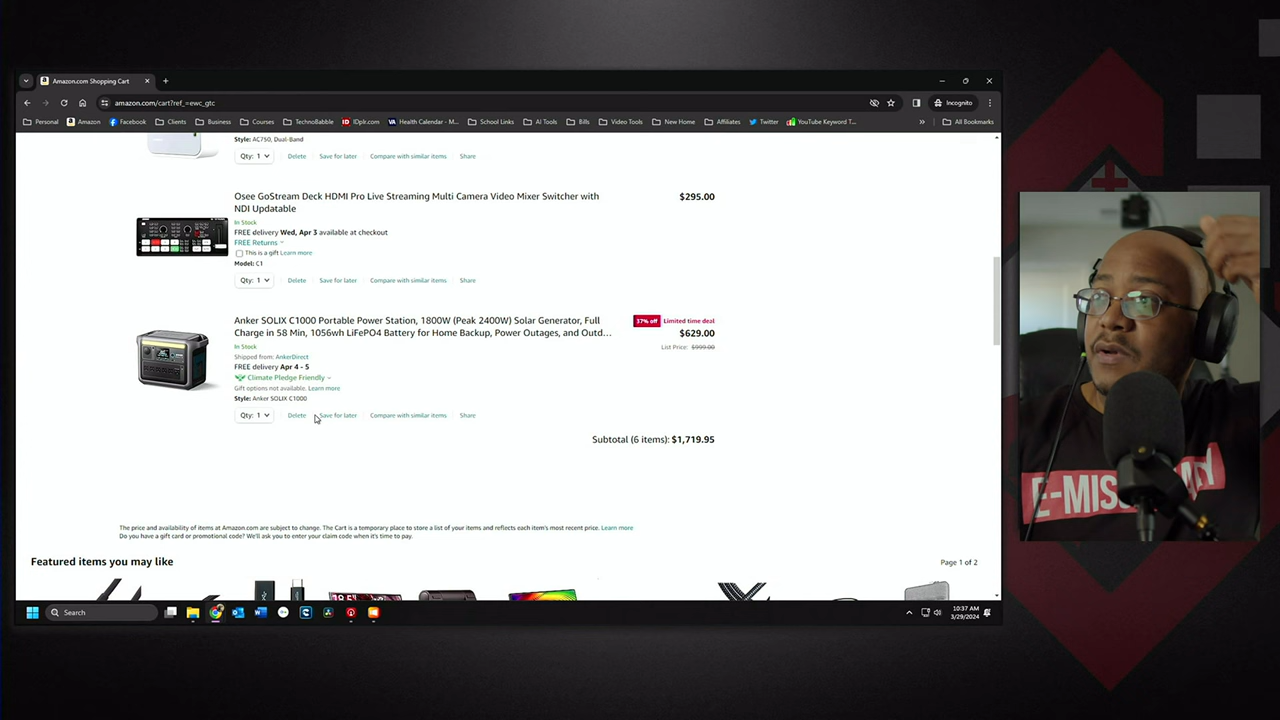 Amazon.com Shopping Cart
amazon.com/cart?ref_=ewc_gtc
Incognito
Personal
Amazon
Facebook
Clients
Business
Courses
TechnoBabble
IDplr.com
Health Calendar - M...
School Links
AI Tools
Bills
Video Tools
New Home
Affiliates
Twitter
YouTube Keyword T...
»
All Bookmarks
Style: AC750, Dual-Band
Qty: 1
Delete
Save for later
Compare with similar items
Share
Osee GoStream Deck HDMI Pro Live Streaming Multi Camera Video Mixer Switcher with
NDI Updatable
$295.00
In Stock
FREE delivery Wed, Apr 3 available at checkout
FREE Returns
This is a gift Learn more
Model: C1
Qty: 1
Delete
Save for later
Compare with similar items
Share
Anker SOLIX C1000 Portable Power Station, 1800W (Peak 2400W) Solar Generator, Full
Charge in 58 Min, 1056wh LiFePO4 Battery for Home Backup, Power Outages, and Outd...
37% off Limited time deal
$629.00
List Price: $999.00
In Stock
Shipped from: AnkerDirect
FREE delivery Apr 4 - 5
Climate Pledge Friendly
Gift options not available. Learn more
Style: Anker SOLIX C1000
Qty: 1
Delete
Save for later
Compare with similar items
Share
Subtotal (6 items): $1,719.95
The price and availability of items at Amazon.com are subject to change. The Cart is a temporary place to store a list of your items and reflects each item's most recent price. Learn more
Do you have a gift card or promotional code? We'll ask you to enter your claim code when it's time to pay.
Featured items you may like
Page 1 of 2
Search
10:37 AM
3/29/2024
E-MIS